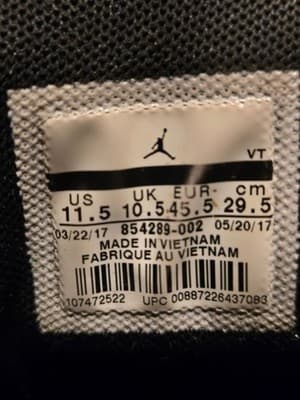 VT
US UK EUR- cm
11.5 10.5 45.5 29.5
03/22/17 854289-002 05/20/17
MADE IN VIETNAM
FABRIQUE AU VIETNAM
107472522 UPC 00887226437083